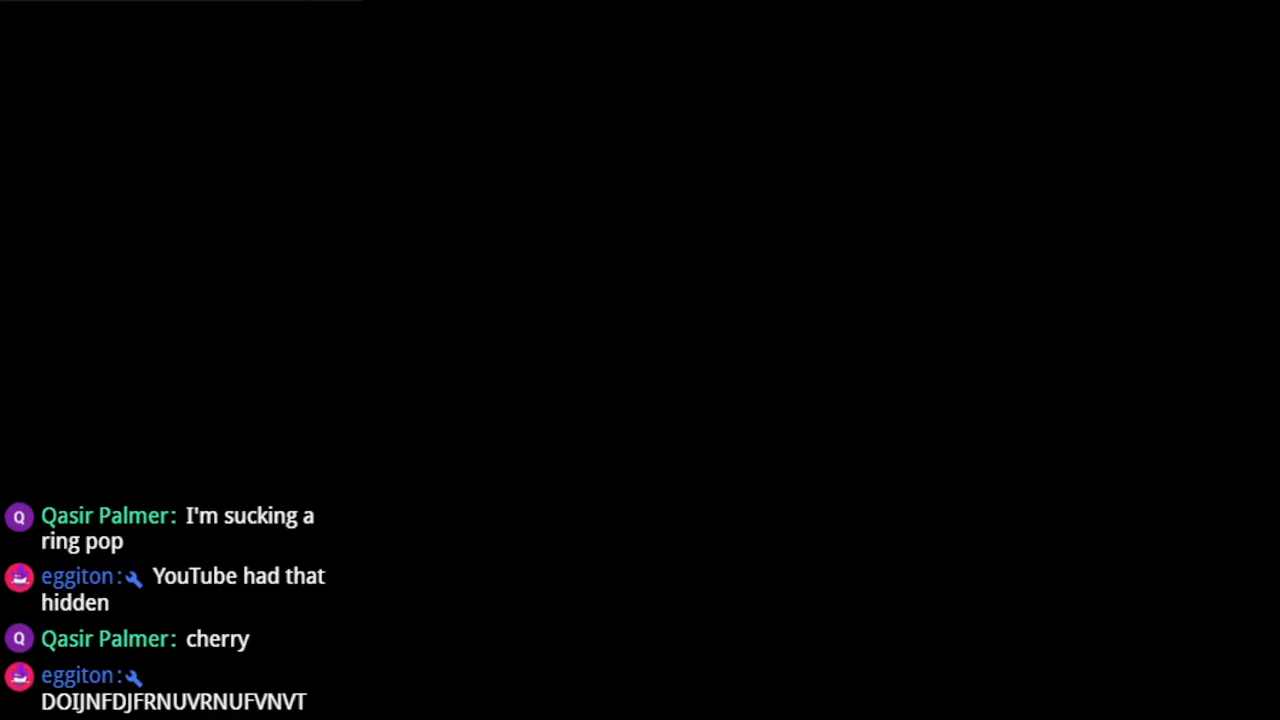 Q Qasir Palmer: I'm sucking a
ring pop
eggiton: YouTube had that
hidden
Q Qasir Palmer: cherry
eggiton:
DOIJNFDJFRNUVRNUFVNVT